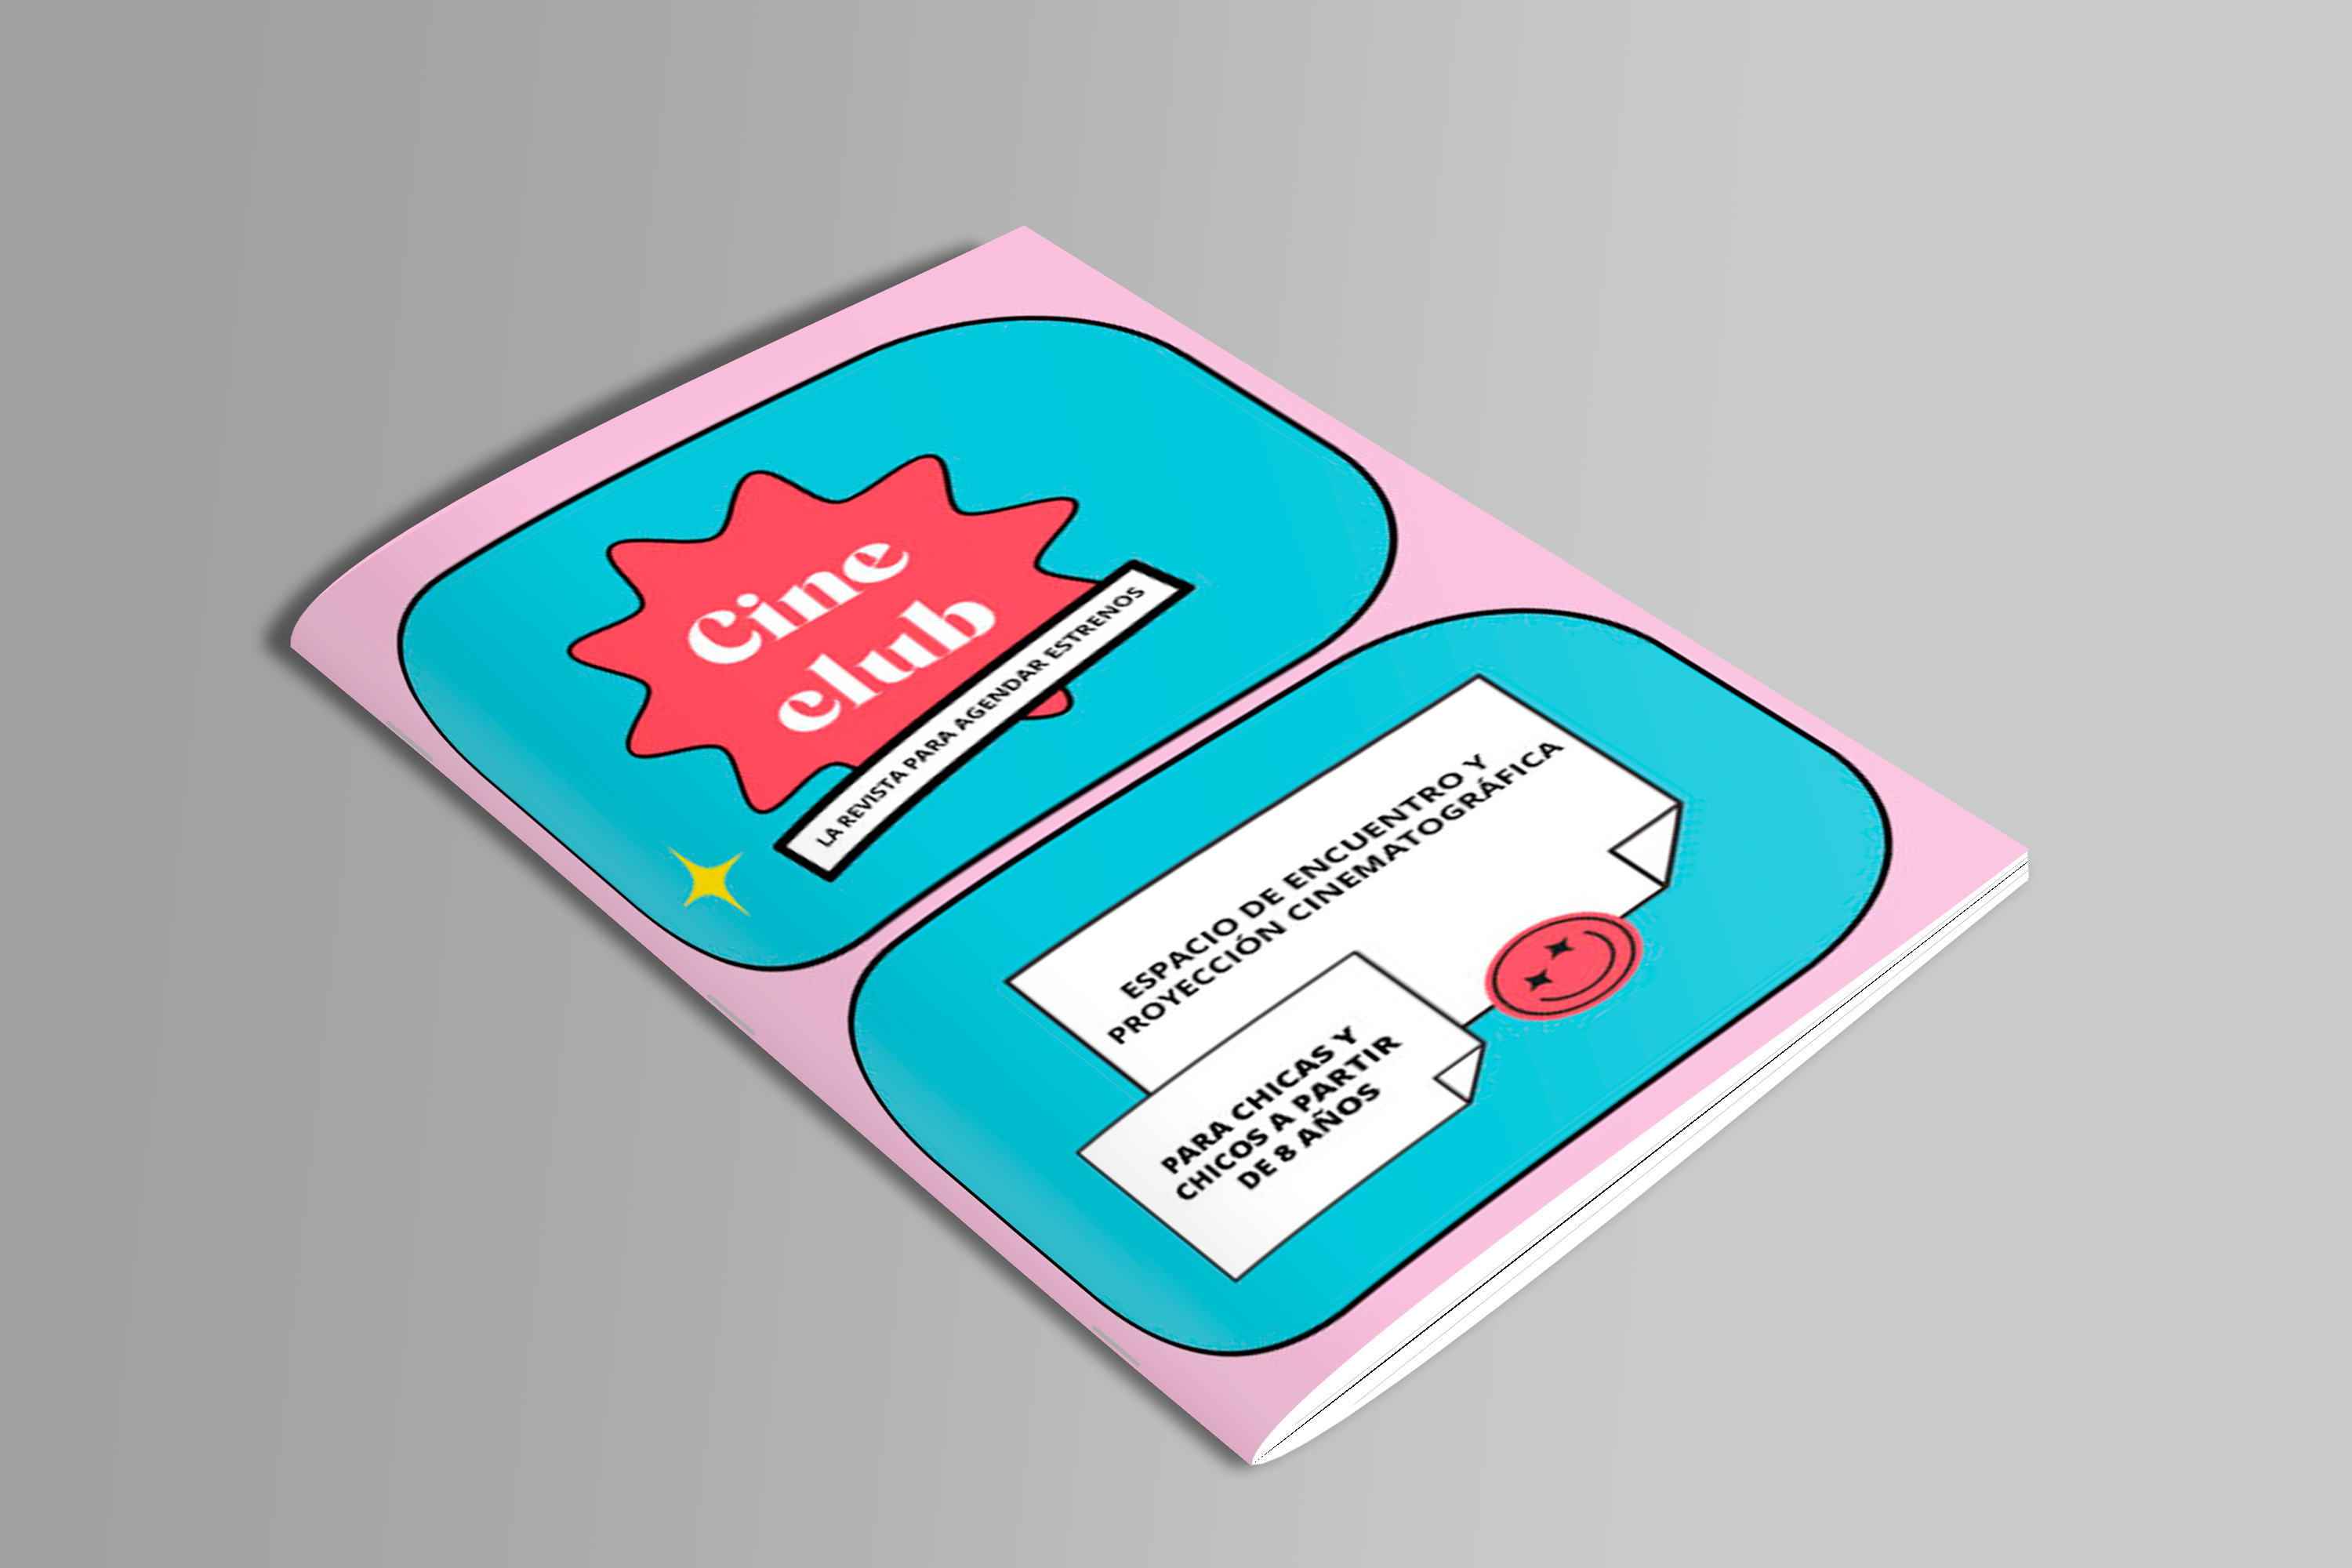 Cine
club
LA REVISTA PARA AGENDAR ESTRENOS
ESPACIO DE ENCUENTRO Y
PROYECCIÓN CINEMATOGRÁFICA
PARA CHICAS Y
CHICOS A PARTIR
DE 8 AÑOS